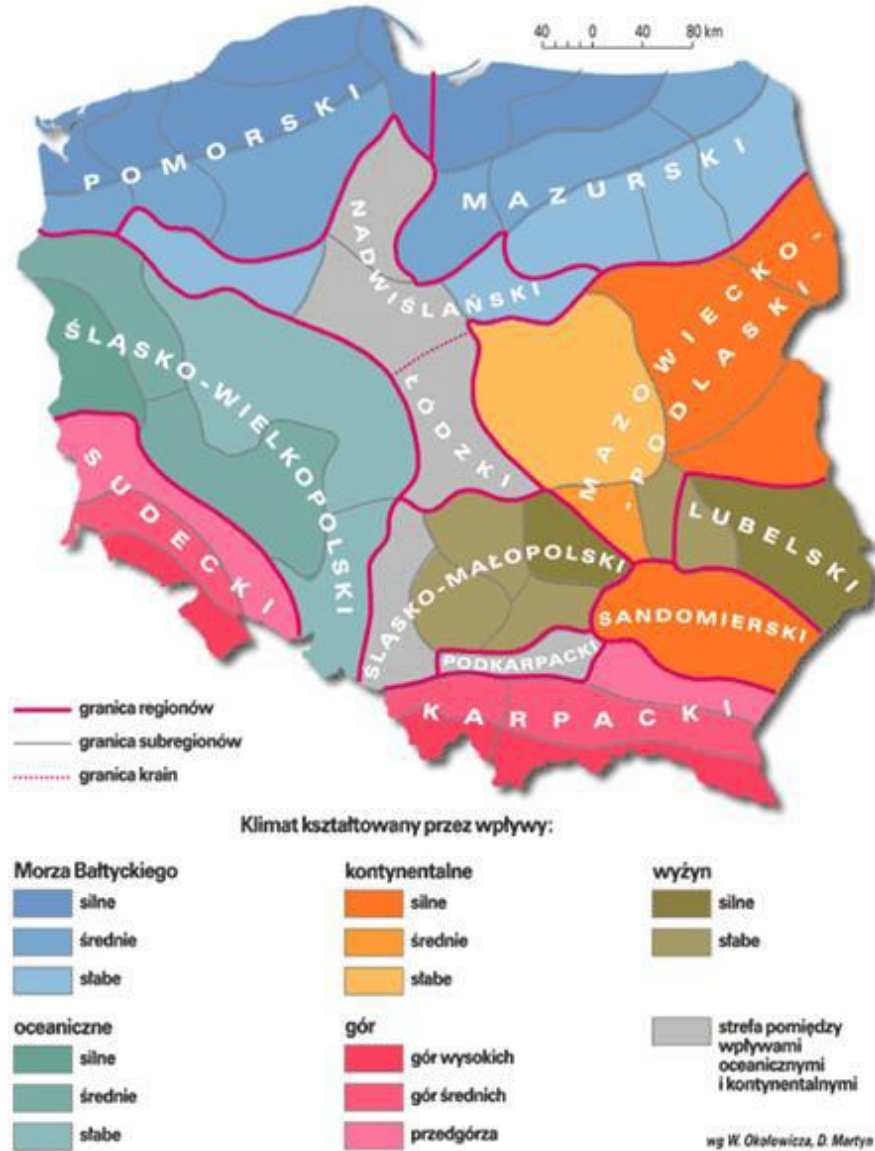 40 0 40 80 km
POMORSKI
MAZURSKI
NADWIŚLAŃSKI
MAZOWIECKO-
-PODLASKI
ŚLĄSKO-WIELKOPOLSKI
ŁÓDZKI
SUDECKI
LUBELSKI
ŚLĄSKO-MAŁOPOLSKI
SANDOMIERSKI
PODKARPACKI
KARPACKI
granica regionów
granica subregionów
granica krain
Klimat kształtowany przez wpływy:
Morza Bałtyckiego
silne
średnie
słabe
kontynentalne
silne
średnie
słabe
wyżyn
silne
słabe
oceaniczne
silne
średnie
słabe
gór
gór wysokich
gór średnich
przedgórza
strefa pomiędzy
wpływami
oceanicznymi
i kontynentalnymi
wg W. Okołowicza, D. Martyn